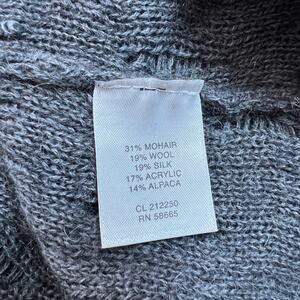 31% MOHAIR
19% WOOL
19% SILK
17% ACRYLIC
14% ALPACA
CL 212250
RN 58665